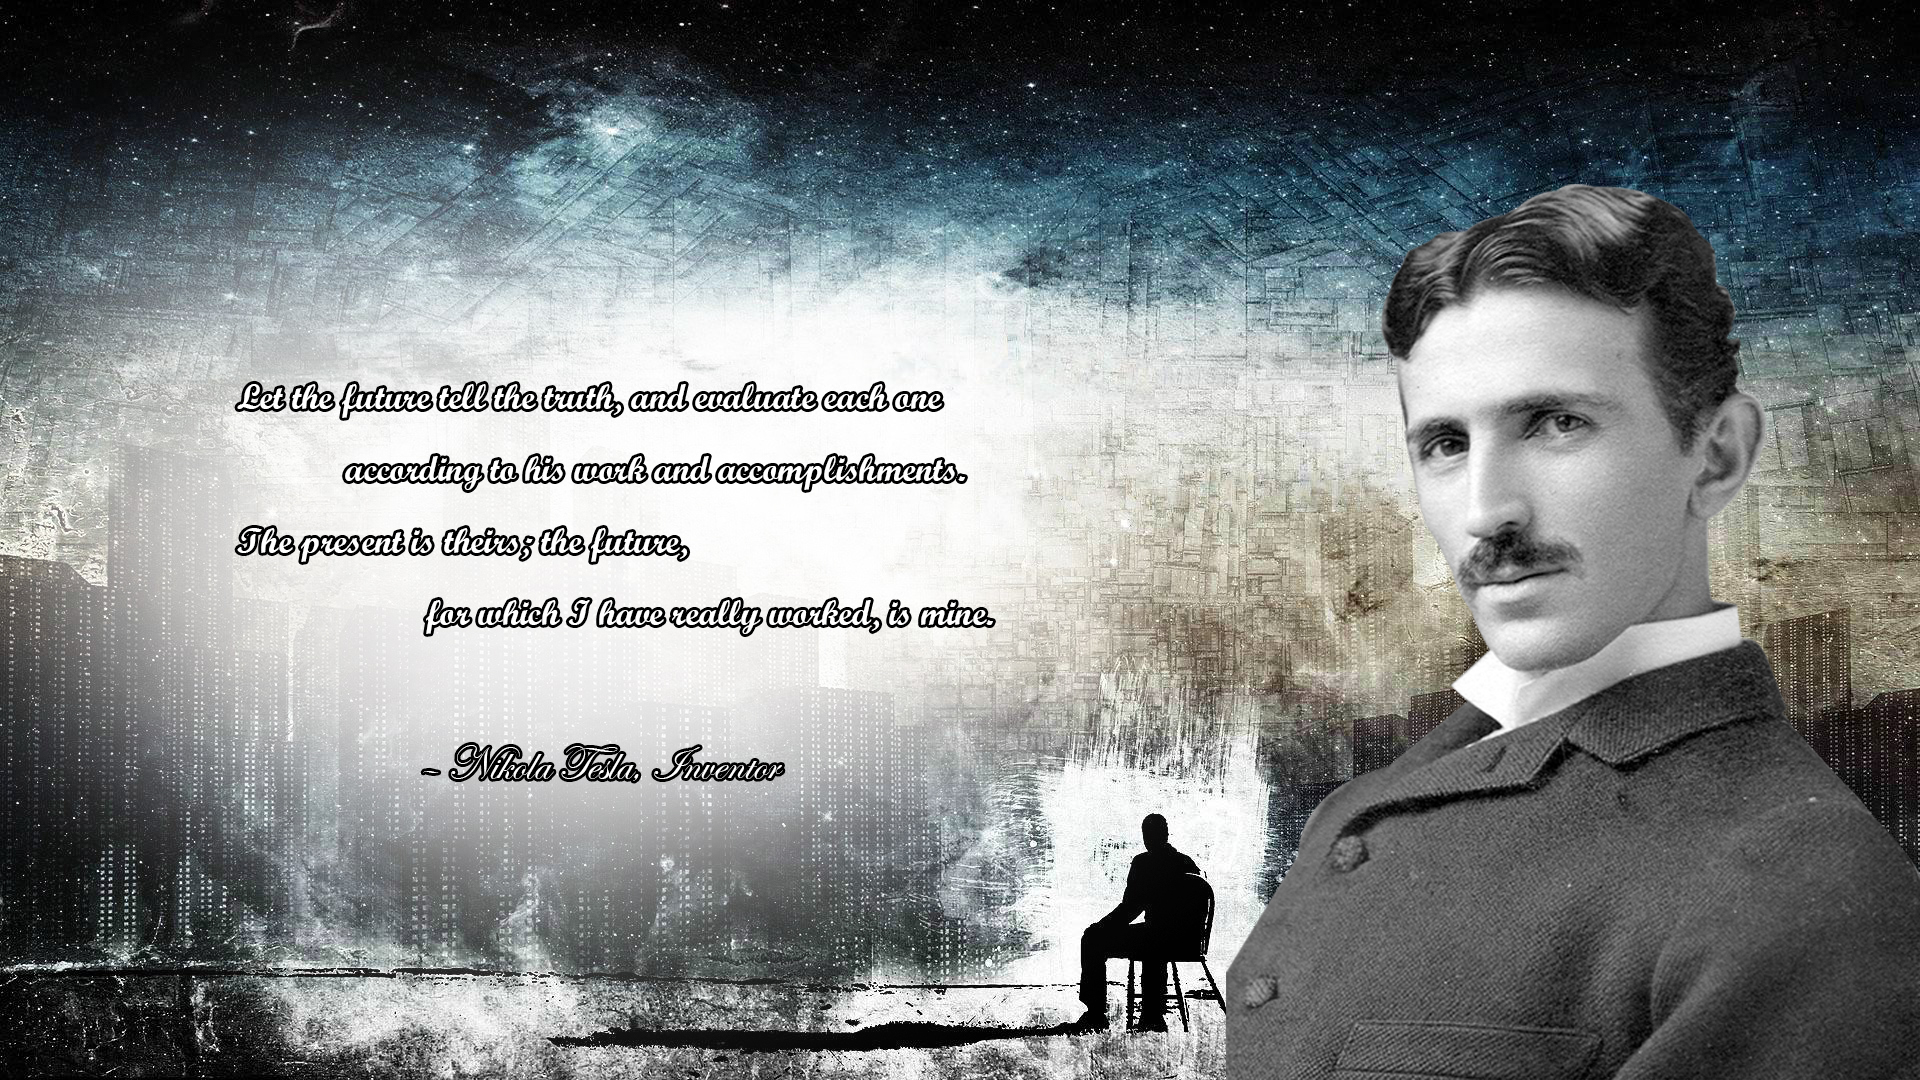 Let the future tell the truth, and evaluate each one
according to his work and accomplishments.
The present is theirs; the future,
for which I have really worked, is mine.
~ Nikola Tesla, Inventor